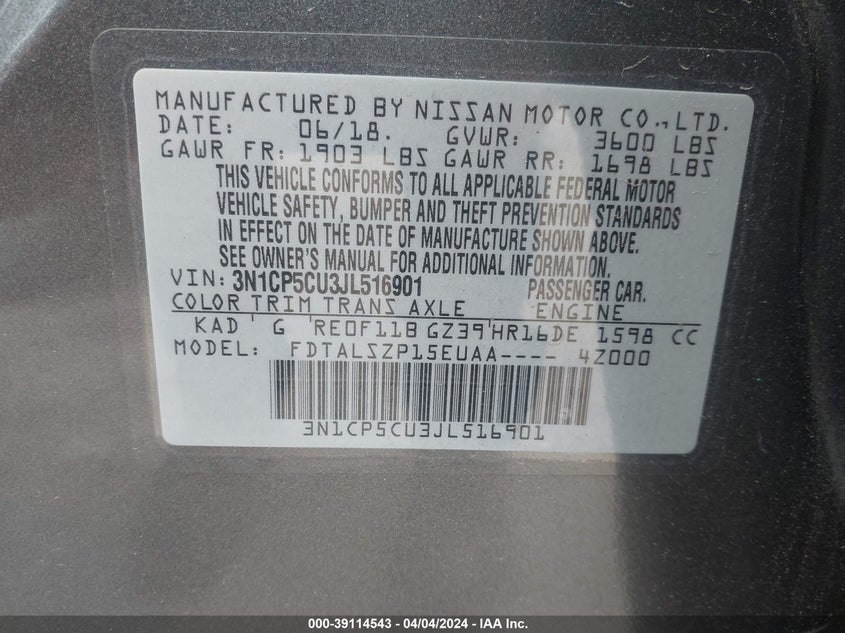 MANUFACTURED BY NISSAN MOTOR CO., LTD.
DATE: 06/18. GVWR: 3600 LBS
GAWR FR: 1903 LBS GAWR RR: 1698 LBS
THIS VEHICLE CONFORMS TO ALL APPLICABLE FEDERAL MOTOR
VEHICLE SAFETY, BUMPER AND THEFT PREVENTION STANDARDS
IN EFFECT ON THE DATE OF MANUFACTURE SHOWN ABOVE.
SEE OWNER'S MANUAL FOR ADDITIONAL INFORMATION.
VIN: 3N1CP5CU3JL516901 PASSENGER CAR.
COLOR TRIM TRANS AXLE ENGINE
KAD G RE0F11B GZ39 HR16DE 1598 CC
MODEL: FDTALSZP15EUAA---- 4Z000
3N1CP5CU3JL516901
000-39114543 - 04/04/2024 - IAA Inc.